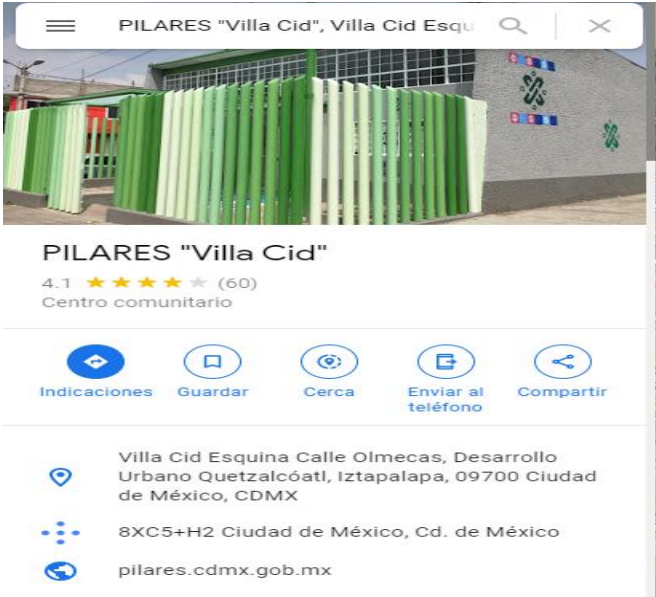 PILARES "Villa Cid", Villa Cid Esqu
PILARES "Villa Cid"
4.1 (60)
Centro comunitario
Indicaciones Guardar Cerca Enviar al teléfono Compartir
Villa Cid Esquina Calle Olmecas, Desarrollo
Urbano Quetzalcóatl, Iztapalapa, 09700 Ciudad
de México, CDMX
8XC5+H2 Ciudad de México, Cd. de México
pilares.cdmx.gob.mx